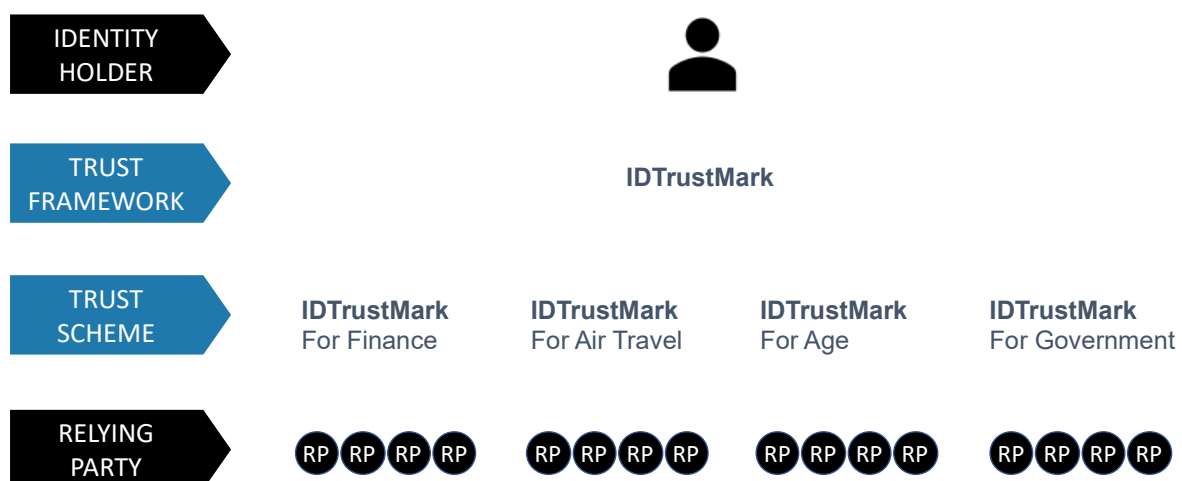 IDENTITY
HOLDER
TRUST
FRAMEWORK
IDTrustMark
TRUST
SCHEME
IDTrustMark
For Finance
IDTrustMark
For Air Travel
IDTrustMark
For Age
IDTrustMark
For Government
RELYING
PARTY
RP RP RP RP
RP RP RP RP
RP RP RP RP
RP RP RP RP